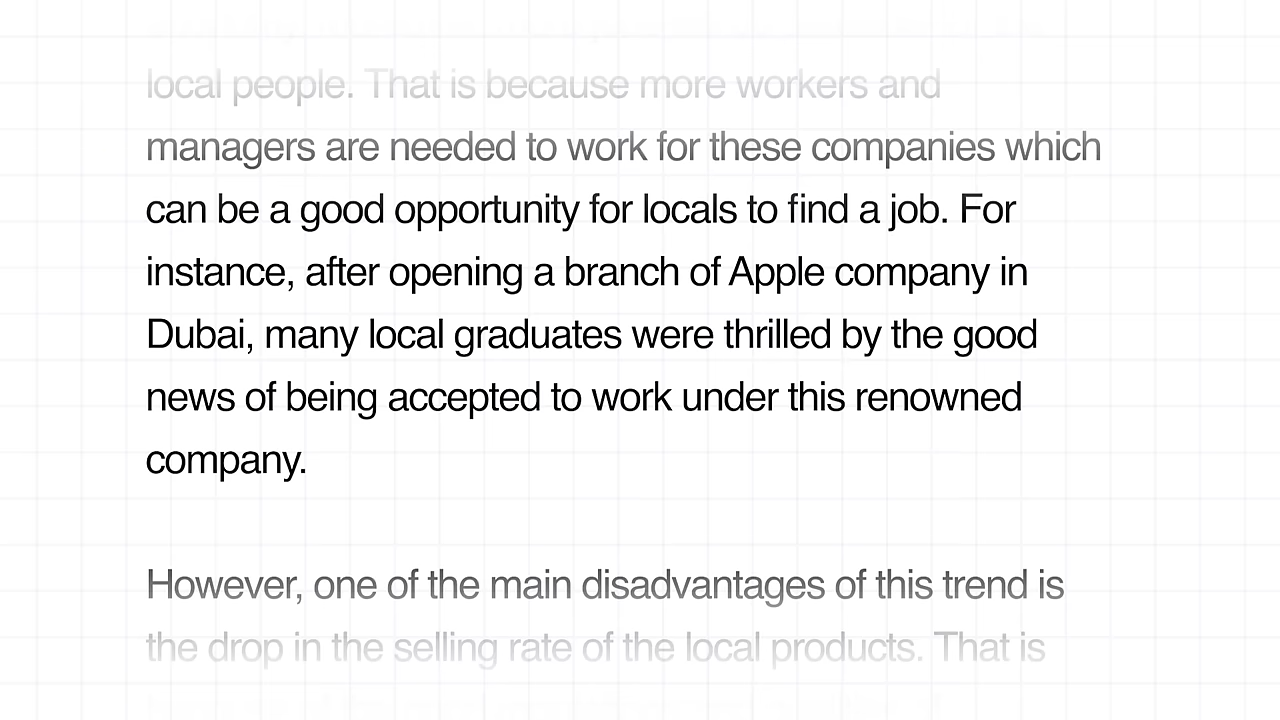 local people. That is because more workers and
managers are needed to work for these companies which
can be a good opportunity for locals to find a job. For
instance, after opening a branch of Apple company in
Dubai, many local graduates were thrilled by the good
news of being accepted to work under this renowned
company.
However, one of the main disadvantages of this trend is
the drop in the selling rate of the local products. That is